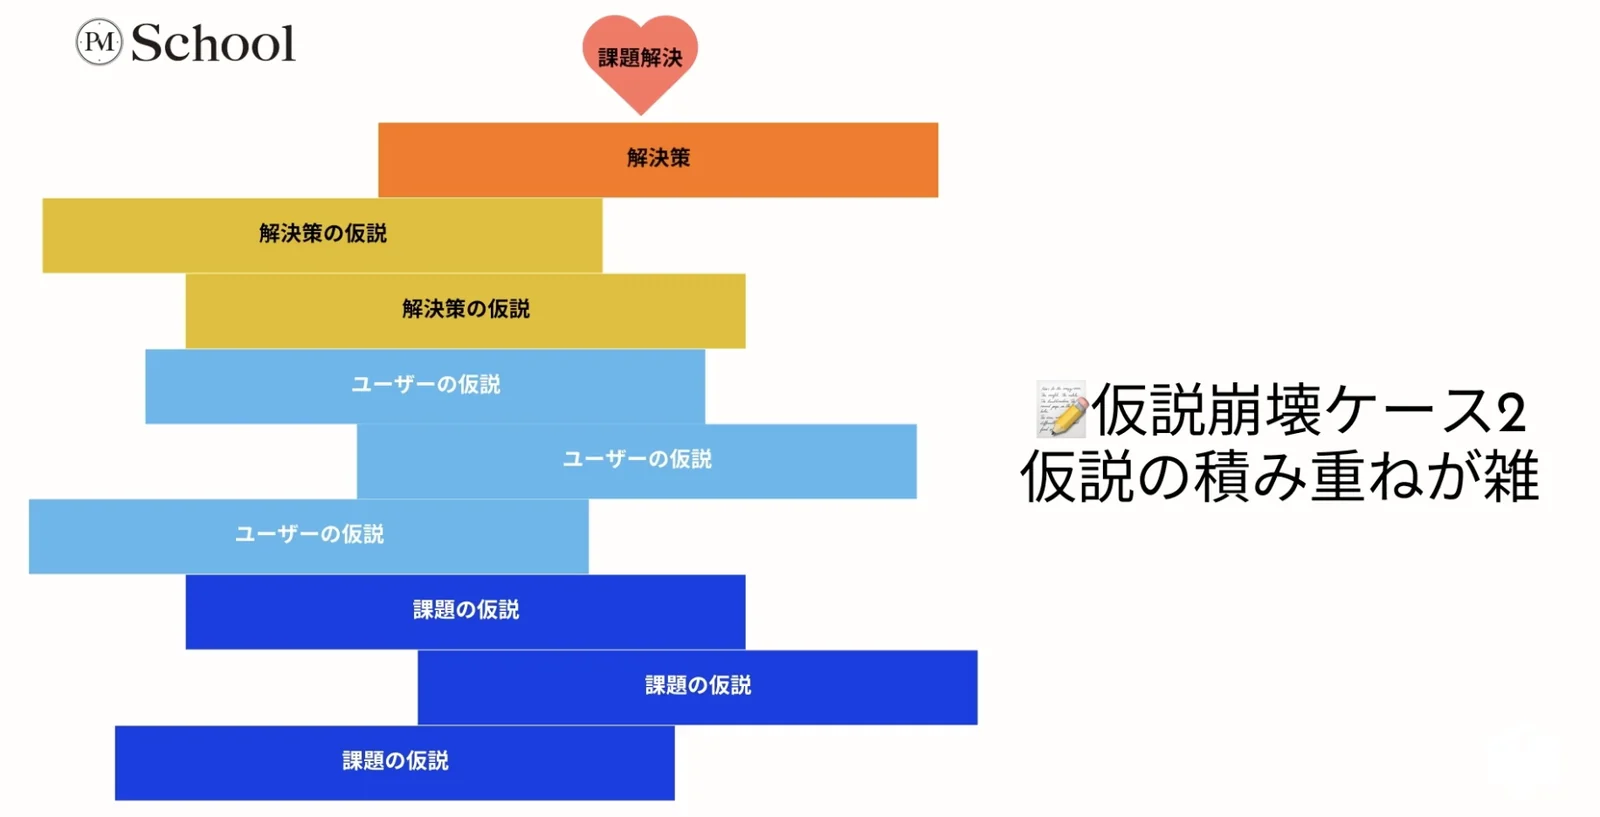 PM School
課題解決
解決策
解決策の仮説
解決策の仮説
ユーザーの仮説
ユーザーの仮説
ユーザーの仮説
課題の仮説
課題の仮説
課題の仮説
仮説崩壊ケース2
仮説の積み重ねが雑